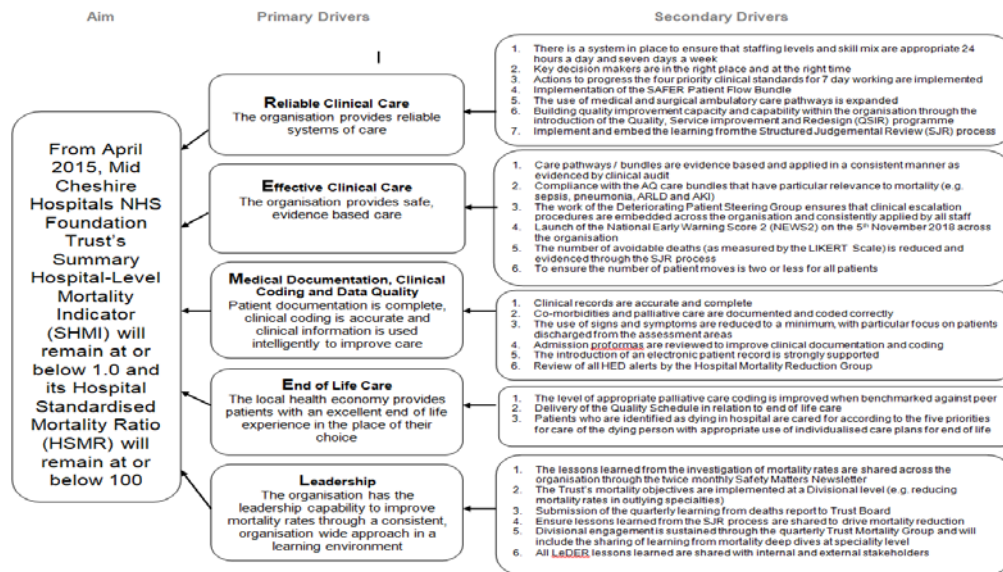 Aim
Primary Drivers
Secondary Drivers
I
From April
2015, Mid
Cheshire
Hospitals NHS
Foundation
Trust's
Summary
Hospital-Level
Mortality
Indicator
(SHMI) will
remain at or
below 1.0 and
its Hospital
Standardised
Mortality Ratio
(HSMR) will
remain at or
below 100
Reliable Clinical Care
The organisation provides reliable
systems of care
1. There is a system in place to ensure that staffing levels and skill mix are appropriate 24
hours a day and seven days a week
2. Key decision makers are in the right place and at the right time
3. Actions to progress the four priority clinical standards for 7 day working are implemented
4. Implementation of the SAFER Patient Flow Bundle
5. The use of medical and surgical ambulatory care pathways is expanded
6. Building quality improvement capacity and capability within the organisation through the
introduction of the Quality, Service improvement and Redesign (QSIR) programme
7. Implement and embed the learning from the Structured Judgemental Review (SJR) process
Effective Clinical Care
The organisation provides safe,
evidence based care
1. Care pathways / bundles are evidence based and applied in a consistent manner as
evidenced by clinical audit
2. Compliance with the AQ care bundles that have particular relevance to mortality (e.g.
sepsis, pneumonia, ARLD and AKI)
3. The work of the Deteriorating Patient Steering Group ensures that clinical escalation
procedures are embedded across the organisation and consistently applied by all staff
4. Launch of the National Early Warning Score 2 (NEWS2) on the 5th November 2018 across
the organisation
5. The number of avoidable deaths (as measured by the LIKERT Scale) is reduced and
evidenced through the SJR process
6. To ensure the number of patient moves is two or less for all patients
Medical Documentation, Clinical
Coding and Data Quality
Patient documentation is complete,
clinical coding is accurate and
clinical information is used
intelligently to improve care
1. Clinical records are accurate and complete
2. Co-morbidities and palliative care are documented and coded correctly
3. The use of signs and symptoms are reduced to a minimum, with particular focus on patients
discharged from the assessment areas
4. Admission proformas are reviewed to improve clinical documentation and coding
5. The introduction of an electronic patient record is strongly supported
6. Review of all HED alerts by the Hospital Mortality Reduction Group
End of Life Care
The local health economy provides
patients with an excellent end of life
experience in the place of their
choice
1. The level of appropriate palliative care coding is improved when benchmarked against peer
2. Delivery of the Quality Schedule in relation to end of life care
3. Patients who are identified as dying in hospital are cared for according to the five priorities
for care of the dying person with appropriate use of individualised care plans for end of life
Leadership
The organisation has the
leadership capability to improve
mortality rates through a consistent,
organisation wide approach in a
learning environment
1. The lessons learned from the investigation of mortality rates are shared across the
organisation through the twice monthly Safety Matters Newsletter
2. The Trust's mortality objectives are implemented at a Divisional level (e.g. reducing
mortality rates in outlying specialties)
3. Submission of the quarterly learning from deaths report to Trust Board
4. Ensure lessons learned from the SJR process are shared to drive mortality reduction
5. Divisional engagement is sustained through the quarterly Trust Mortality Group and will
include the sharing of learning from mortality deep dives at speciality level
6. All LeDER lessons learned are shared with internal and external stakeholders